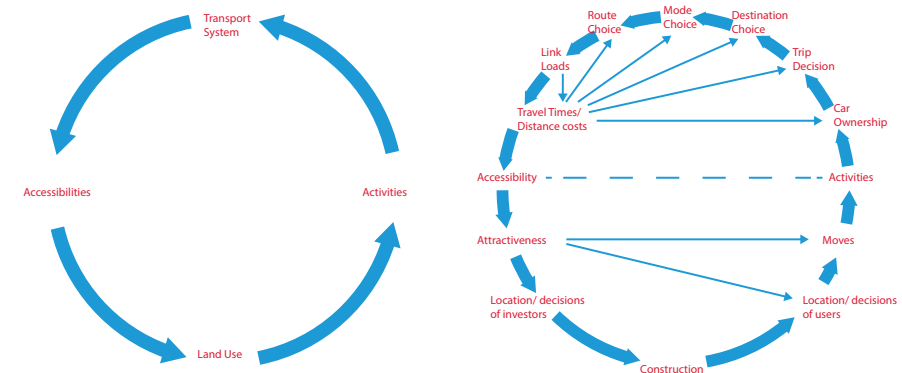 Transport
System
Accessibilities
Activities
Land Use
Mode
Choice
Route
Choice
Destination
Choice
Link
Loads
Trip
Decision
Travel Times/
Distance costs
Car
Ownership
Accessibility
Activities
Attractiveness
Moves
Location/ decisions
of investors
Location/ decisions
of users
Construction